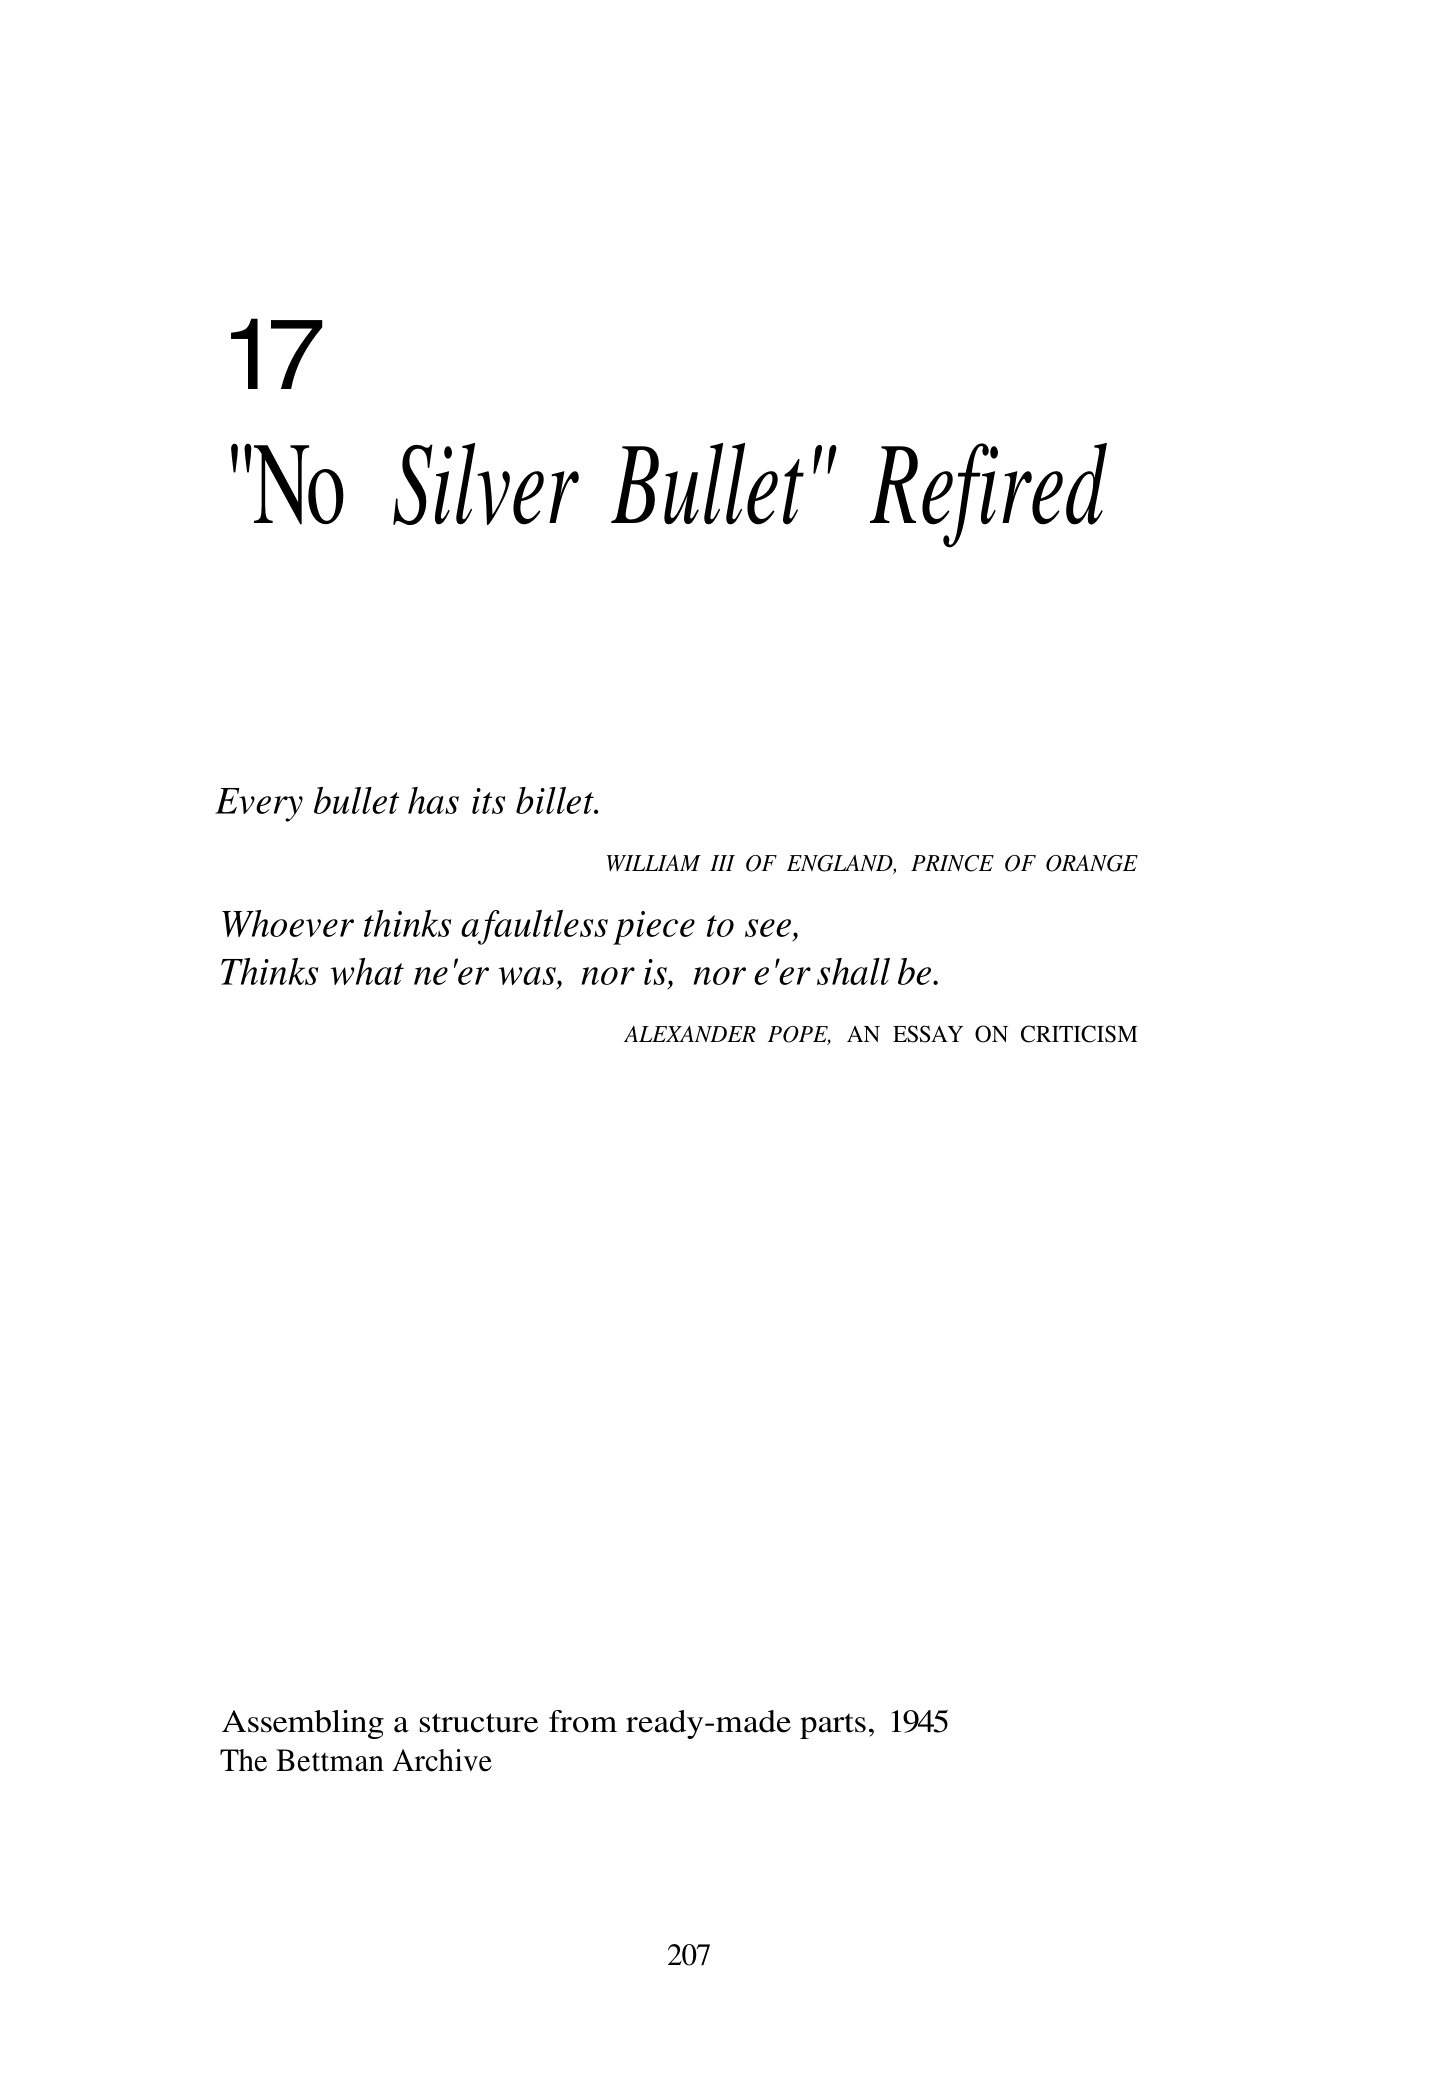 17
"No Silver Bullet" Refired
Every bullet has its billet.
WILLIAM III OF ENGLAND, PRINCE OF ORANGE
Whoever thinks a faultless piece to see,
Thinks what ne'er was, nor is, nor e'er shall be.
ALEXANDER POPE, AN ESSAY ON CRITICISM
Assembling a structure from ready-made parts, 1945
The Bettman Archive
207